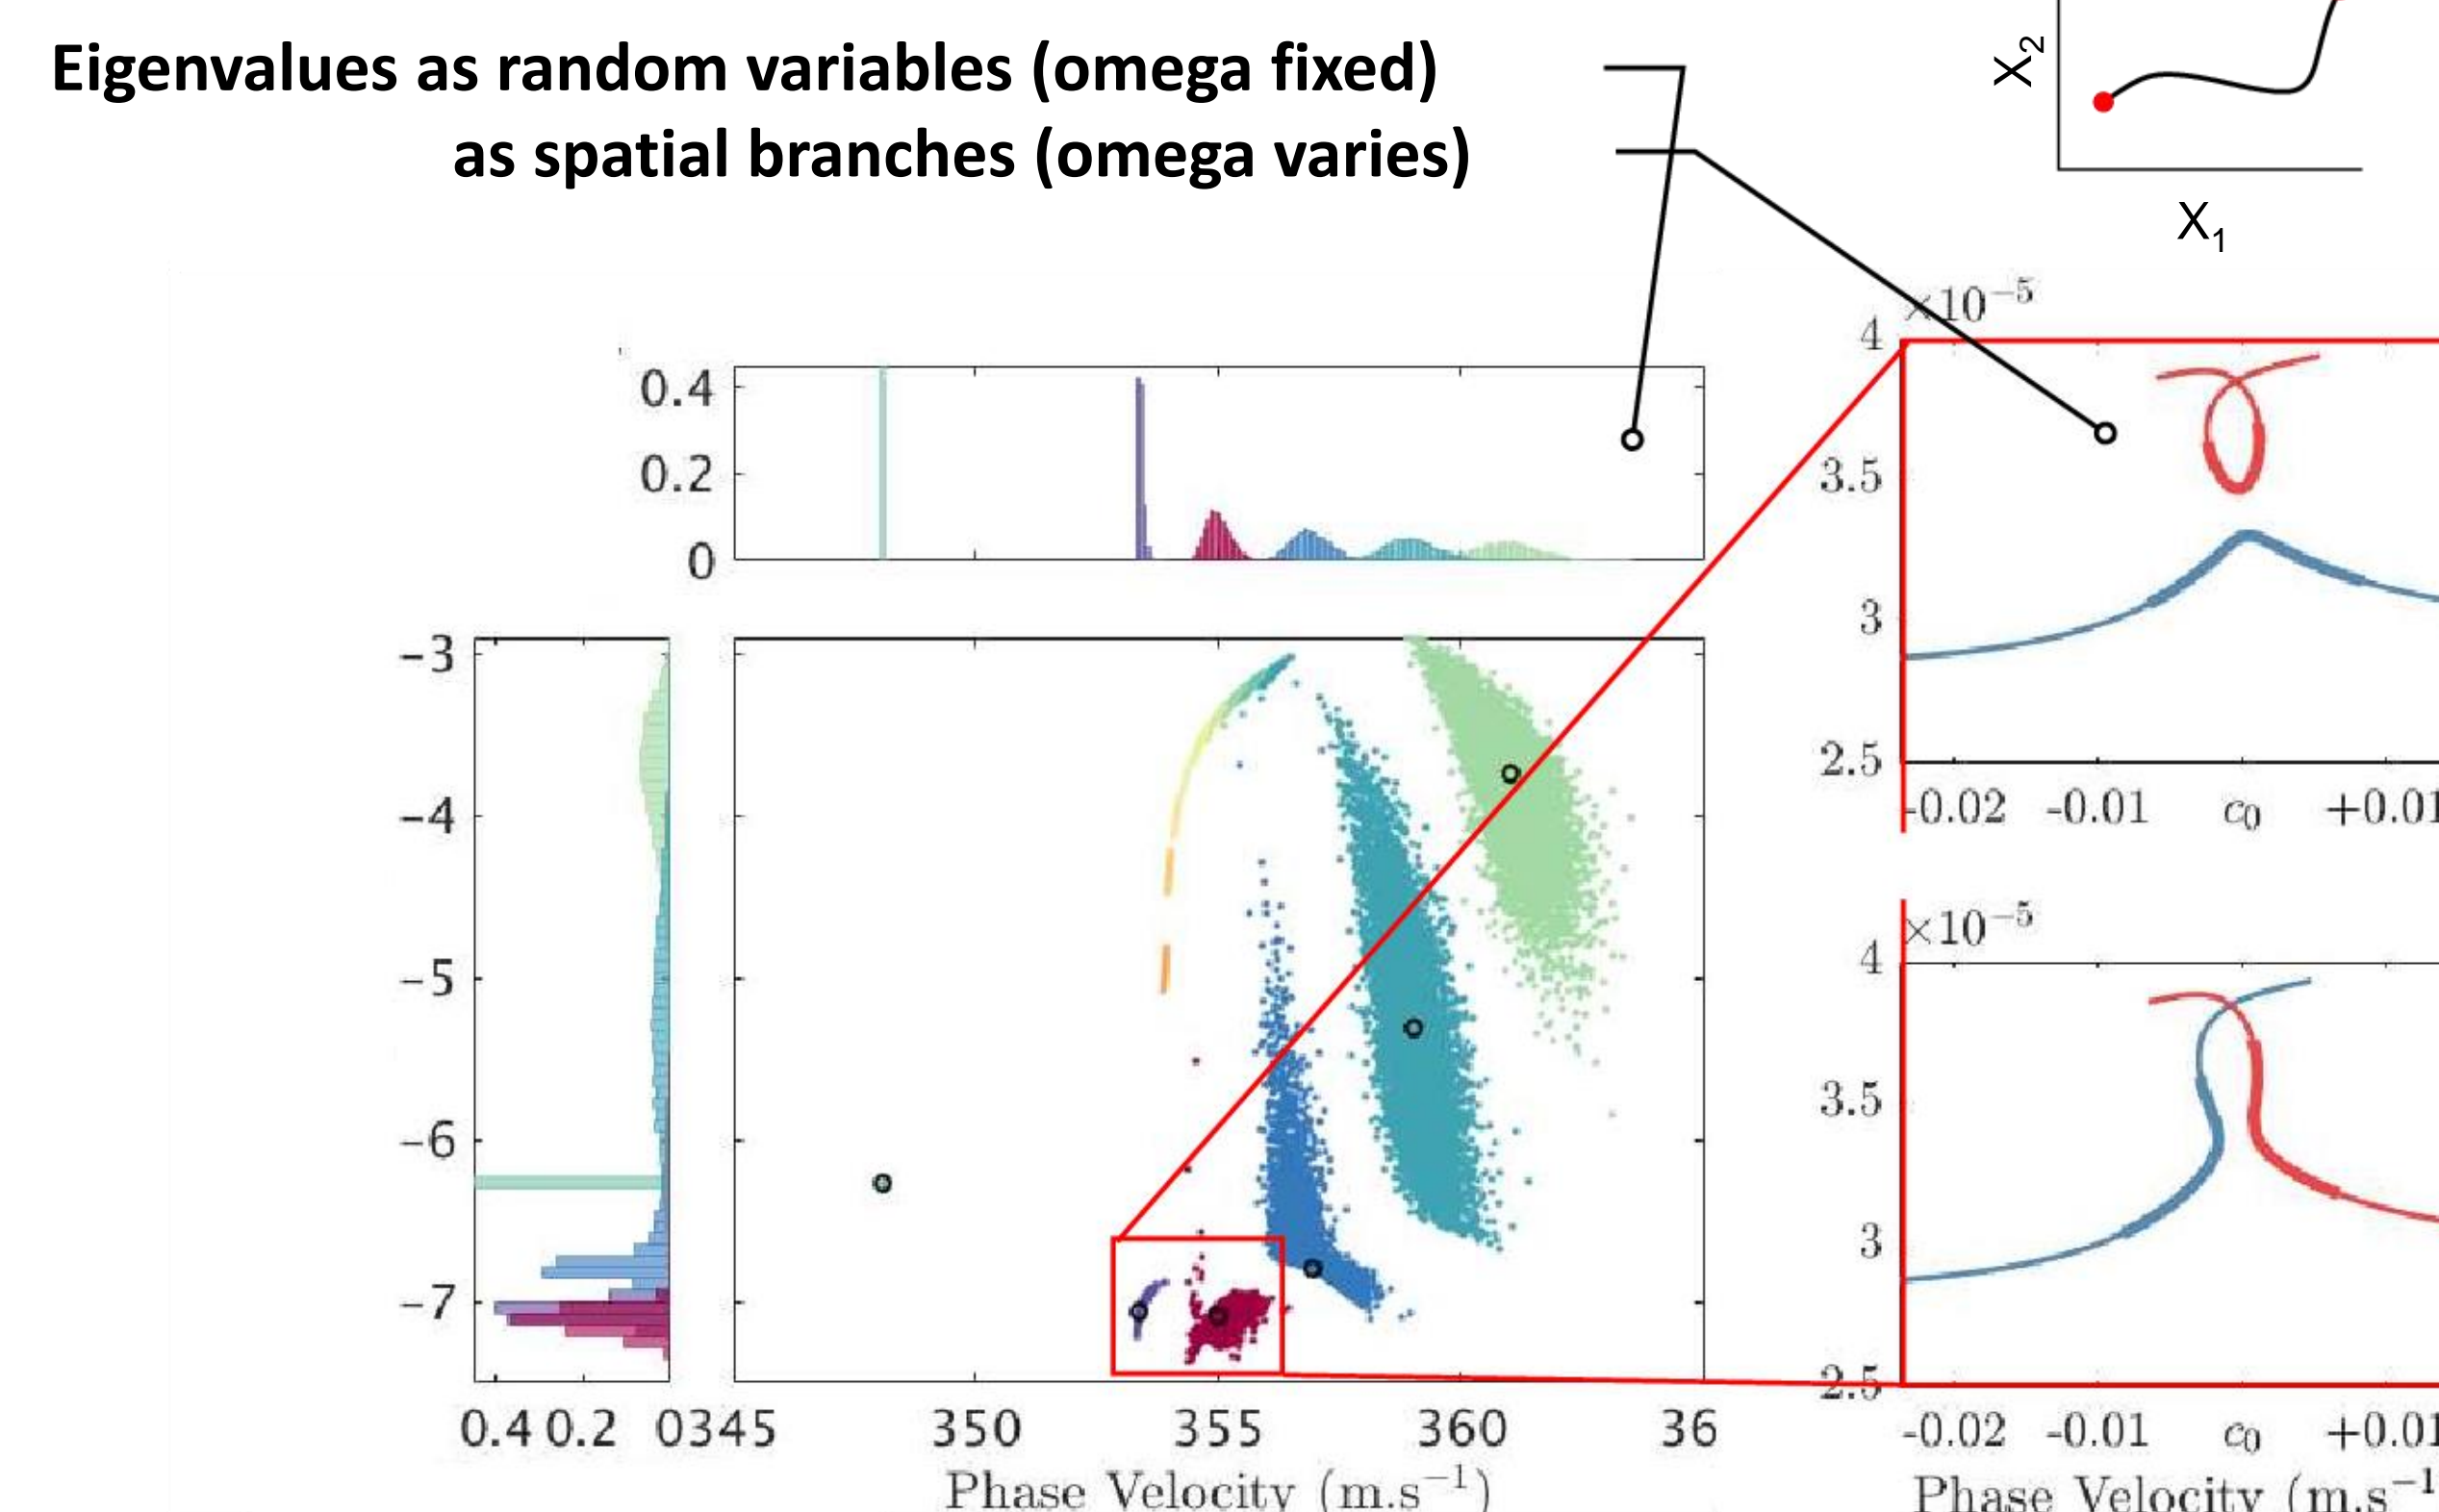 Eigenvalues as random variables (omega fixed)
as spatial branches (omega varies)
X2
X1
0.4
0.2
0
-3
-4
-5
-6
-7
0.4 0.2 0 345 350 355 360 36
Phase Velocity (m.s−1)
×10−5
4
3.5
3
2.5
-0.02 -0.01 c0 +0.01
×10−5
4
3.5
3
2.5
-0.02 -0.01 c0 +0.01
Phase Velocity (m.s−1